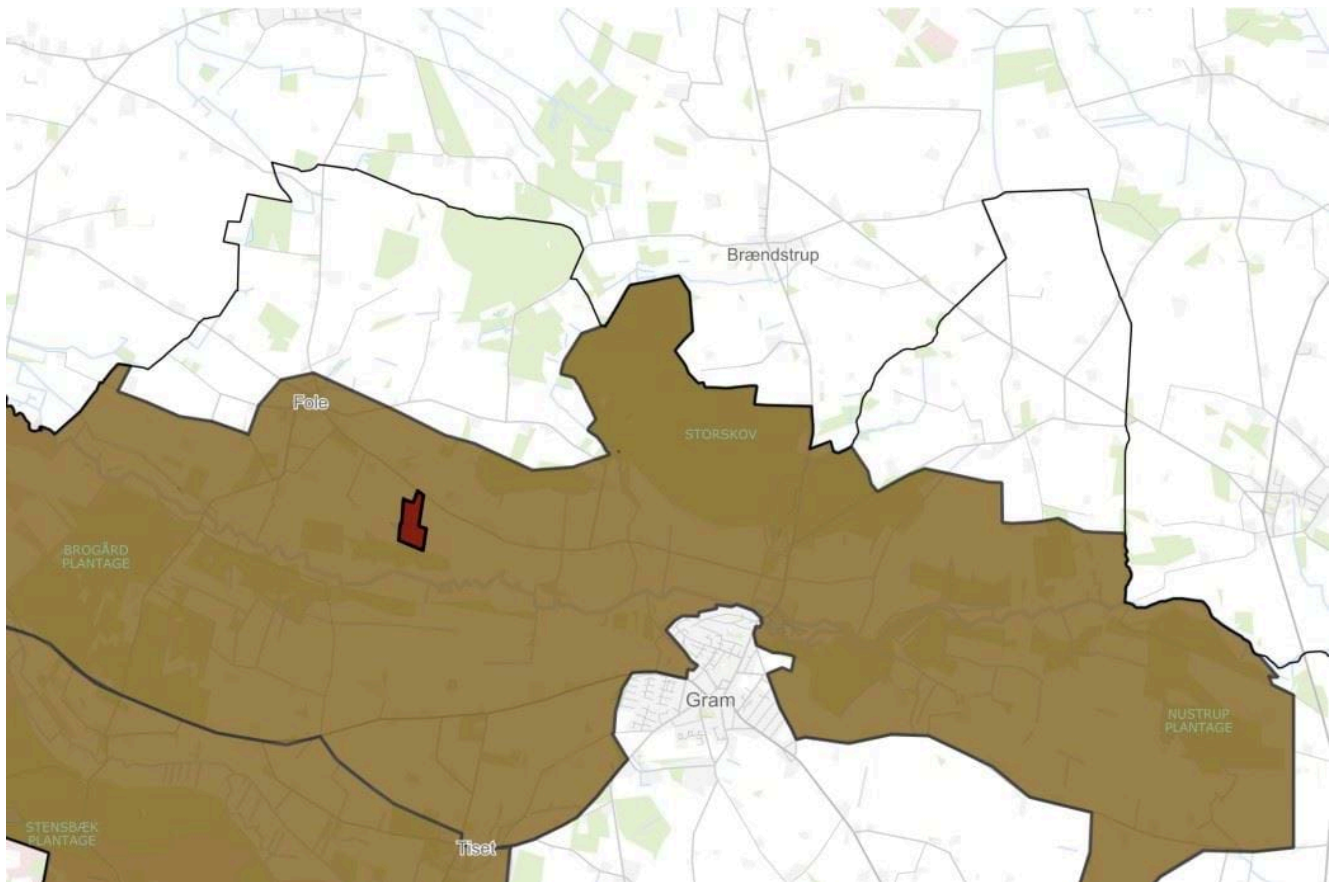 Brændstrup
Fole
STORSKOV
BROGÅRD
PLANTAGE
Gram
NUSTRUP
PLANTAGE
STENSBÆK
PLANTAGE
Tiset